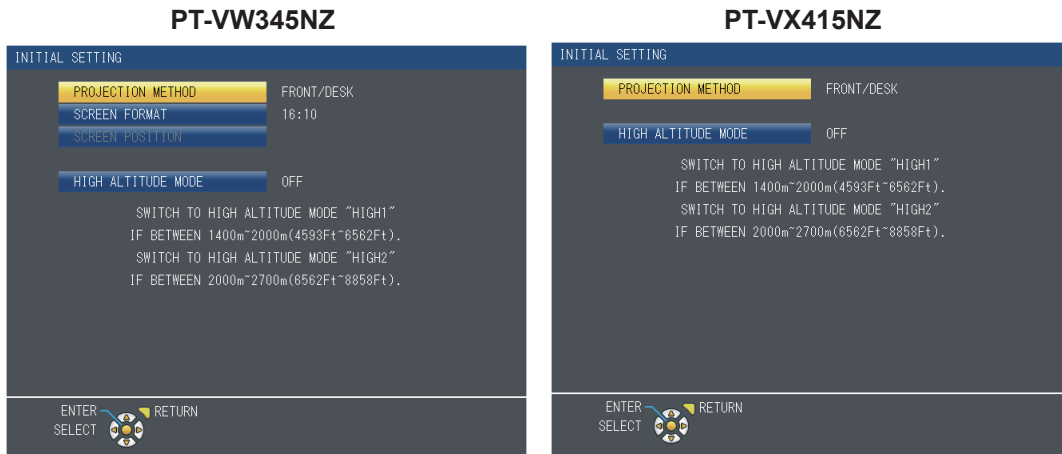 PT-VW345NZ
INITIAL SETTING
PROJECTION METHOD FRONT/DESK
SCREEN FORMAT 16:10
SCREEN POSITION
HIGH ALTITUDE MODE OFF
SWITCH TO HIGH ALTITUDE MODE "HIGH1"
IF BETWEEN 1400m~2000m(4593Ft~6562Ft).
SWITCH TO HIGH ALTITUDE MODE "HIGH2"
IF BETWEEN 2000m~2700m(6562Ft~8858Ft).
ENTER RETURN
SELECT
PT-VX415NZ
INITIAL SETTING
PROJECTION METHOD FRONT/DESK
HIGH ALTITUDE MODE OFF
SWITCH TO HIGH ALTITUDE MODE "HIGH1"
IF BETWEEN 1400m~2000m(4593Ft~6562Ft).
SWITCH TO HIGH ALTITUDE MODE "HIGH2"
IF BETWEEN 2000m~2700m(6562Ft~8858Ft).
ENTER RETURN
SELECT